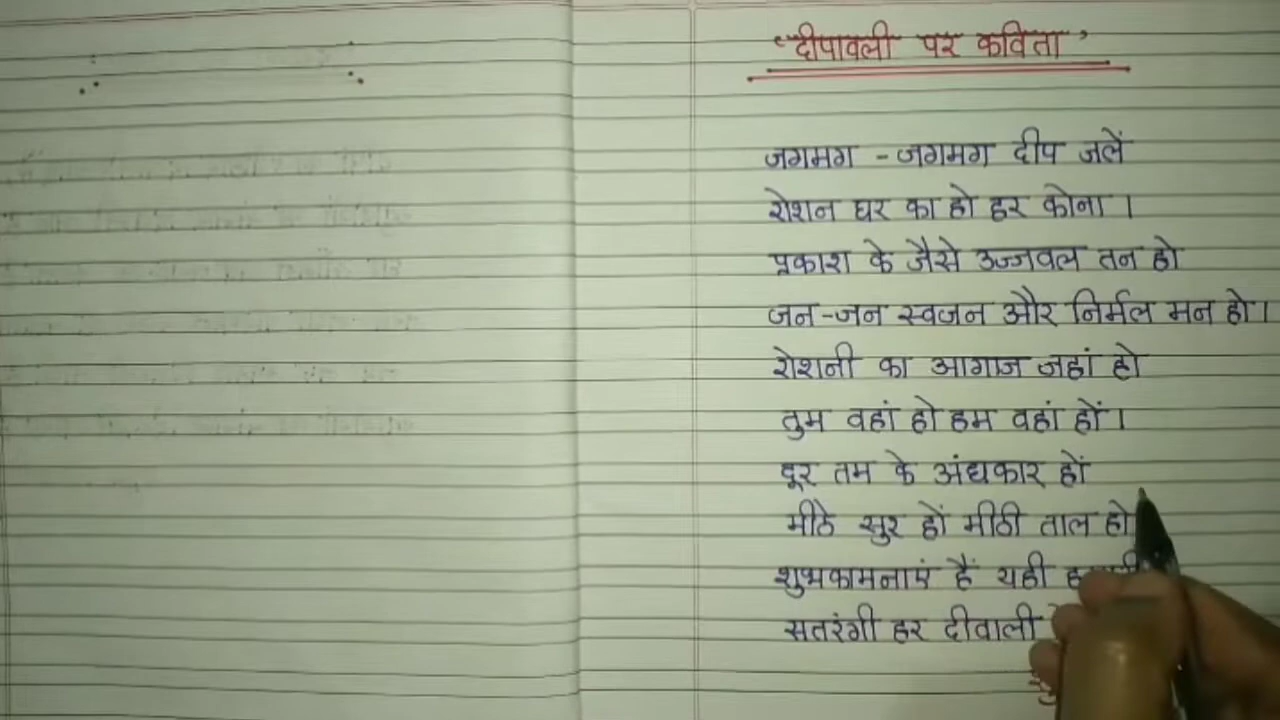 “दीपावली पर कविता”
जगमग - जगमग दीप जलें
रोशन घर का हो हर कोना।
प्रकाश के जैसे उज्जवल तन हो
जन-जन स्वजन और निर्मल मन हो।
रोशनी का आगाज जहां हो
तुम वहां हो हम वहां हों।
दूर तम के अंधकार हों
मीठे सुर हों मीठी ताल हो
शुभकामनाएं हैं यही
सतरंगी हर दीवाली